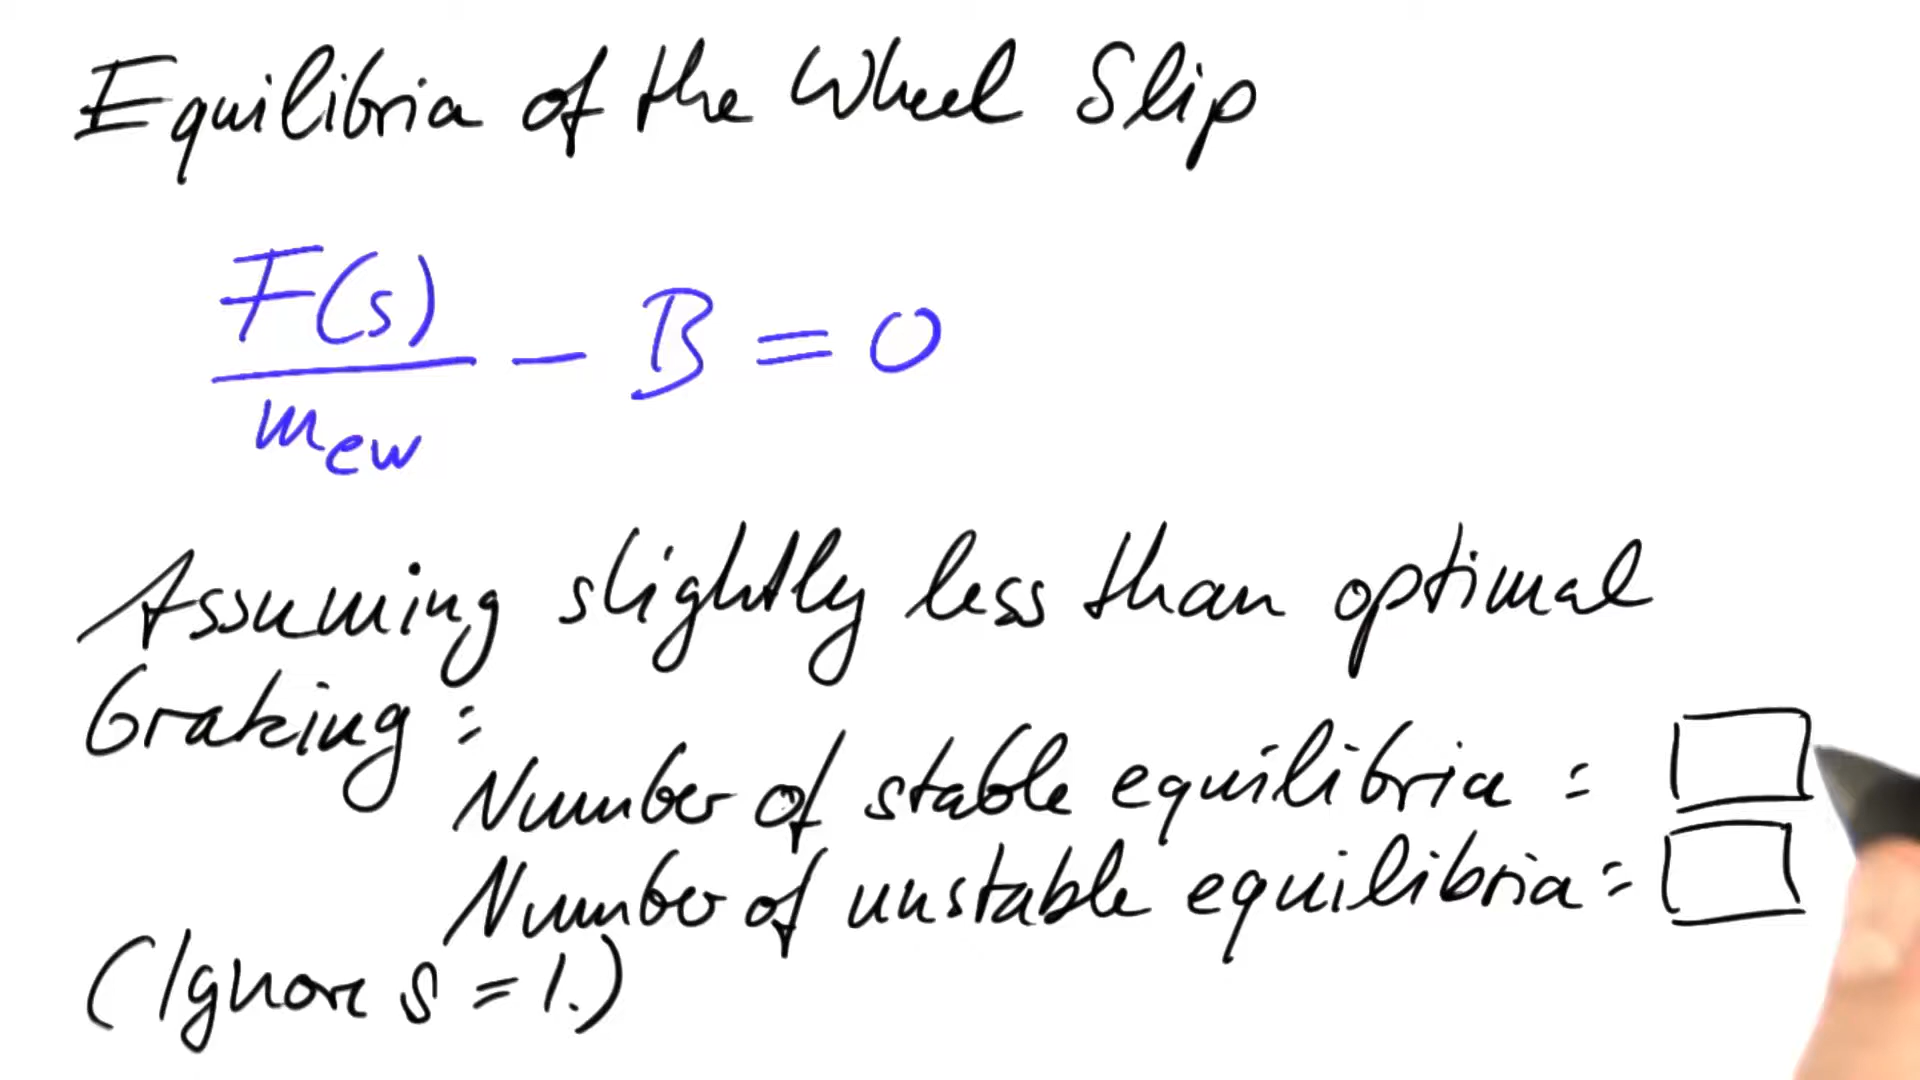 Equilibria of the Wheel Slip
F(s)
m_ew
- B = 0
Assuming slightly less than optimal
braking:
Number of stable equilibria =
Number of unstable equilibria =
(Ignore s = 1.)